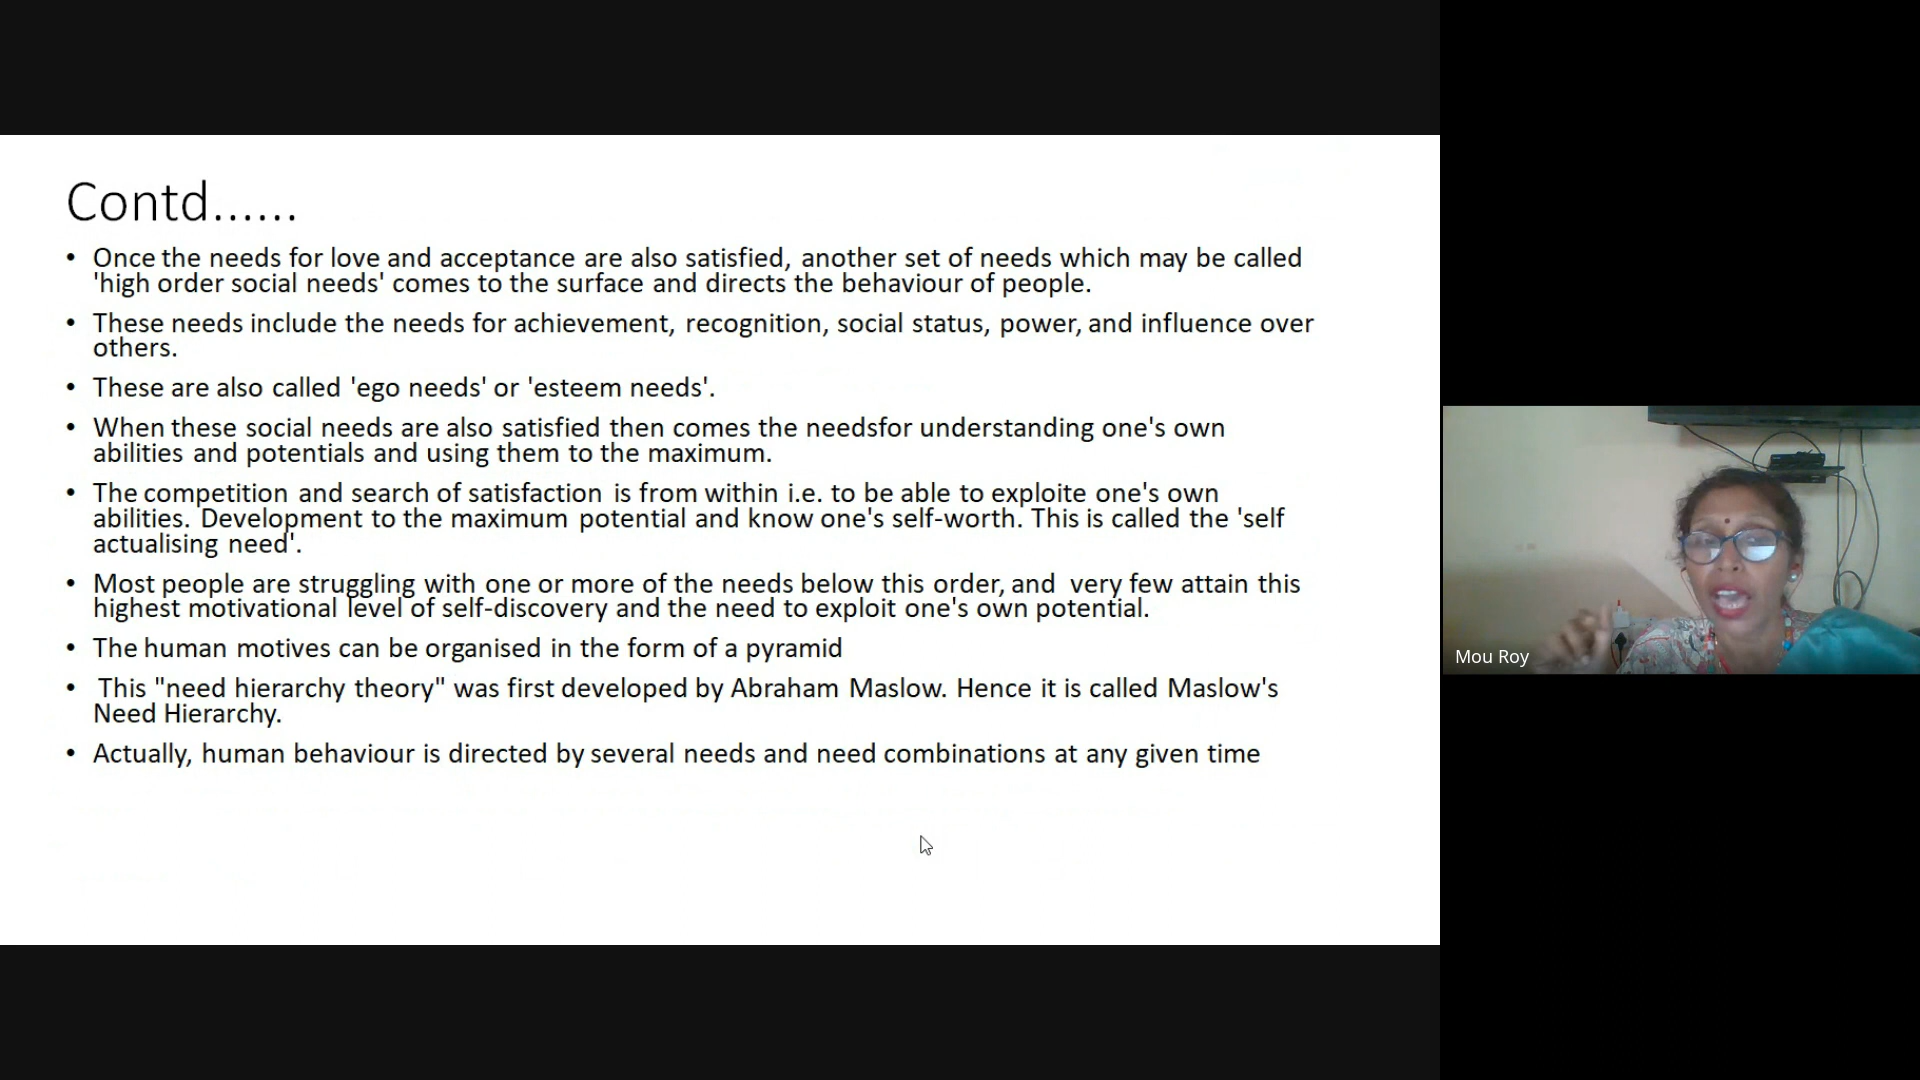 Contd......
• Once the needs for love and acceptance are also satisfied, another set of needs which may be called
'high order social needs' comes to the surface and directs the behaviour of people.
• These needs include the needs for achievement, recognition, social status, power, and influence over
others.
• These are also called 'ego needs' or 'esteem needs'.
• When these social needs are also satisfied then comes the needsfor understanding one's own
abilities and potentials and using them to the maximum.
• The competition and search of satisfaction is from within i.e. to be able to exploite one's own
abilities. Development to the maximum potential and know one's self-worth. This is called the 'self
actualising need'.
• Most people are struggling with one or more of the needs below this order, and very few attain this
highest motivational level of self-discovery and the need to exploit one's own potential.
• The human motives can be organised in the form of a pyramid
• This "need hierarchy theory" was first developed by Abraham Maslow. Hence it is called Maslow's
Need Hierarchy.
• Actually, human behaviour is directed by several needs and need combinations at any given time
Mou Roy